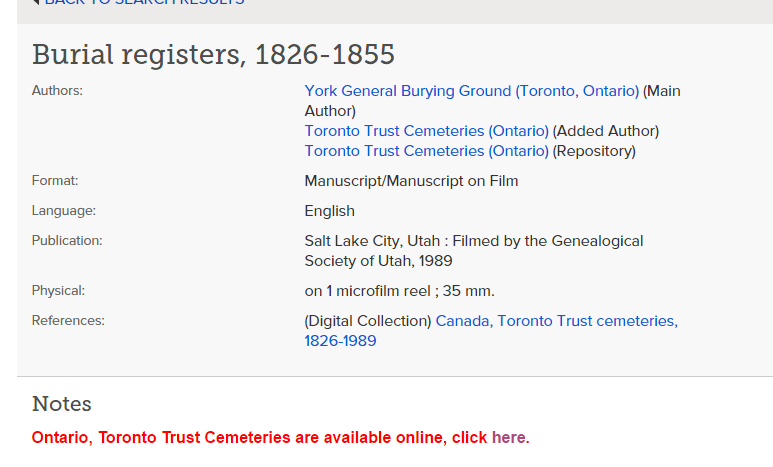 BACK TO SEARCH RESULTS
Burial registers, 1826-1855
Authors:
York General Burying Ground (Toronto, Ontario) (Main
Author)
Toronto Trust Cemeteries (Ontario) (Added Author)
Toronto Trust Cemeteries (Ontario) (Repository)
Format:
Manuscript/Manuscript on Film
Language:
English
Publication:
Salt Lake City, Utah : Filmed by the Genealogical
Society of Utah, 1989
Physical:
on 1 microfilm reel ; 35 mm.
References:
(Digital Collection) Canada, Toronto Trust cemeteries,
1826-1989
Notes
Ontario, Toronto Trust Cemeteries are available online, click here.